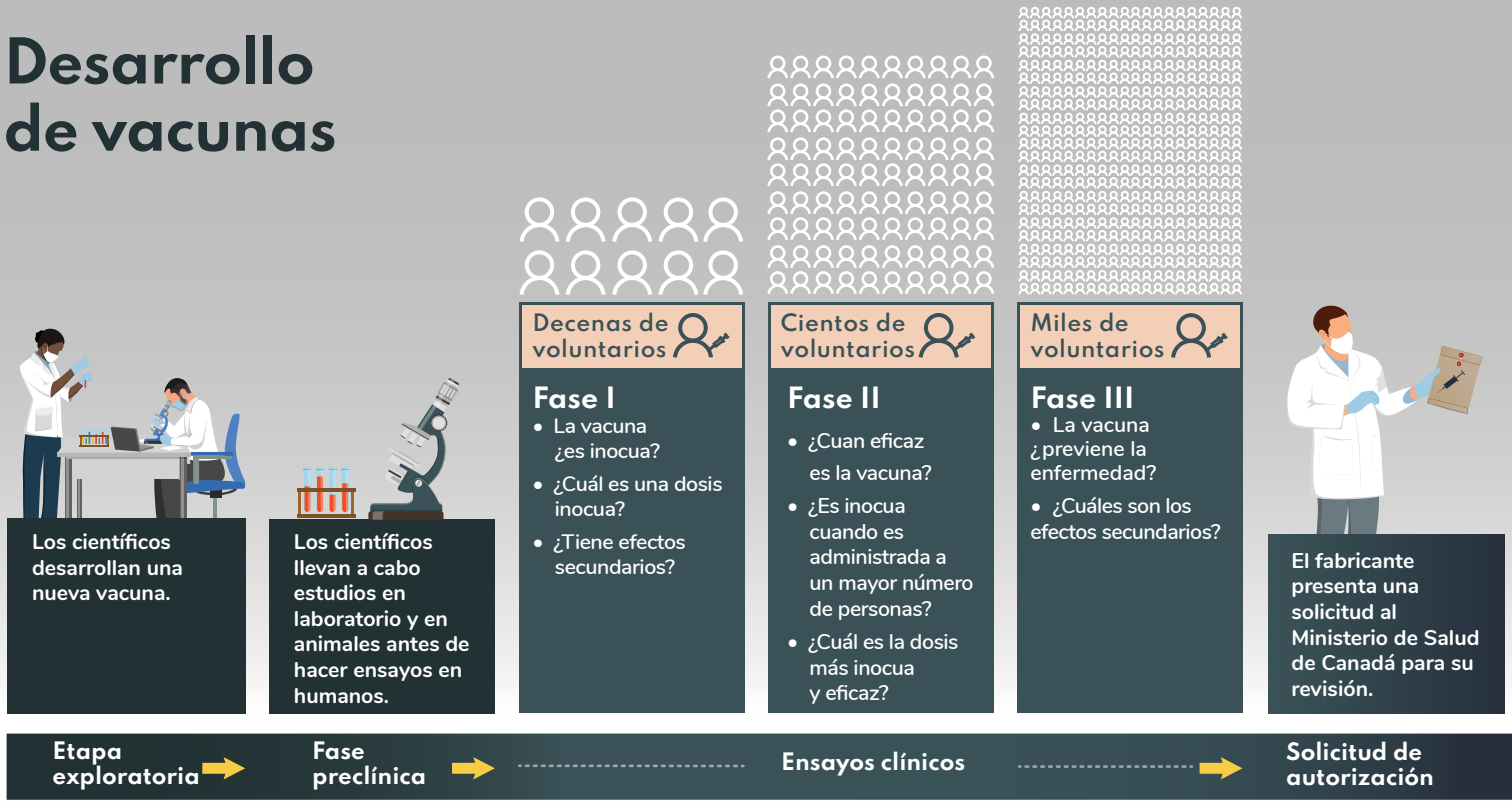 Desarrollo
de vacunas
Los científicos
desarrollan una
nueva vacuna.
Los científicos
llevan a cabo
estudios en
laboratorio y en
animales antes de
hacer ensayos en
humanos.
Decenas de
voluntarios
Fase I
• La vacuna
¿es inocua?
• ¿Cuál es una dosis
inocua?
• ¿Tiene efectos
secundarios?
Cientos de
voluntarios
Fase II
• ¿Cuan eficaz
es la vacuna?
• ¿Es inocua
cuando es
administrada a
un mayor número
de personas?
• ¿Cuál es la dosis
más inocua
y eficaz?
Miles de
voluntarios
Fase III
• La vacuna
¿previene la
enfermedad?
• ¿Cuáles son los
efectos secundarios?
El fabricante
presenta una
solicitud al
Ministerio de Salud
de Canadá para su
revisión.
Etapa
exploratoria
Fase
preclínica
Ensayos clínicos
Solicitud de
autorización